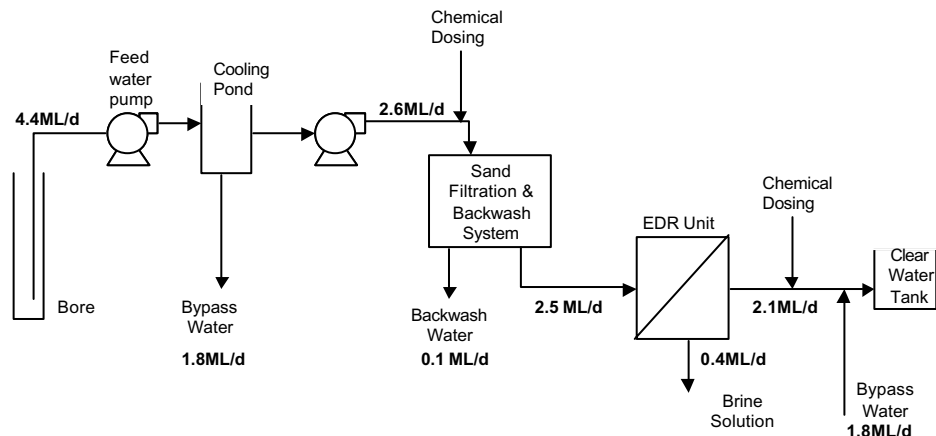 Chemical
Dosing
Feed
water
pump
Cooling
Pond
4.4ML/d
2.6ML/d
Sand
Filtration &
Backwash
System
Chemical
Dosing
EDR Unit
Clear
Water
Tank
Bore
Bypass
Water
1.8ML/d
Backwash
Water
0.1 ML/d
2.5 ML/d
2.1ML/d
0.4ML/d
Brine
Solution
Bypass
Water
1.8ML/d